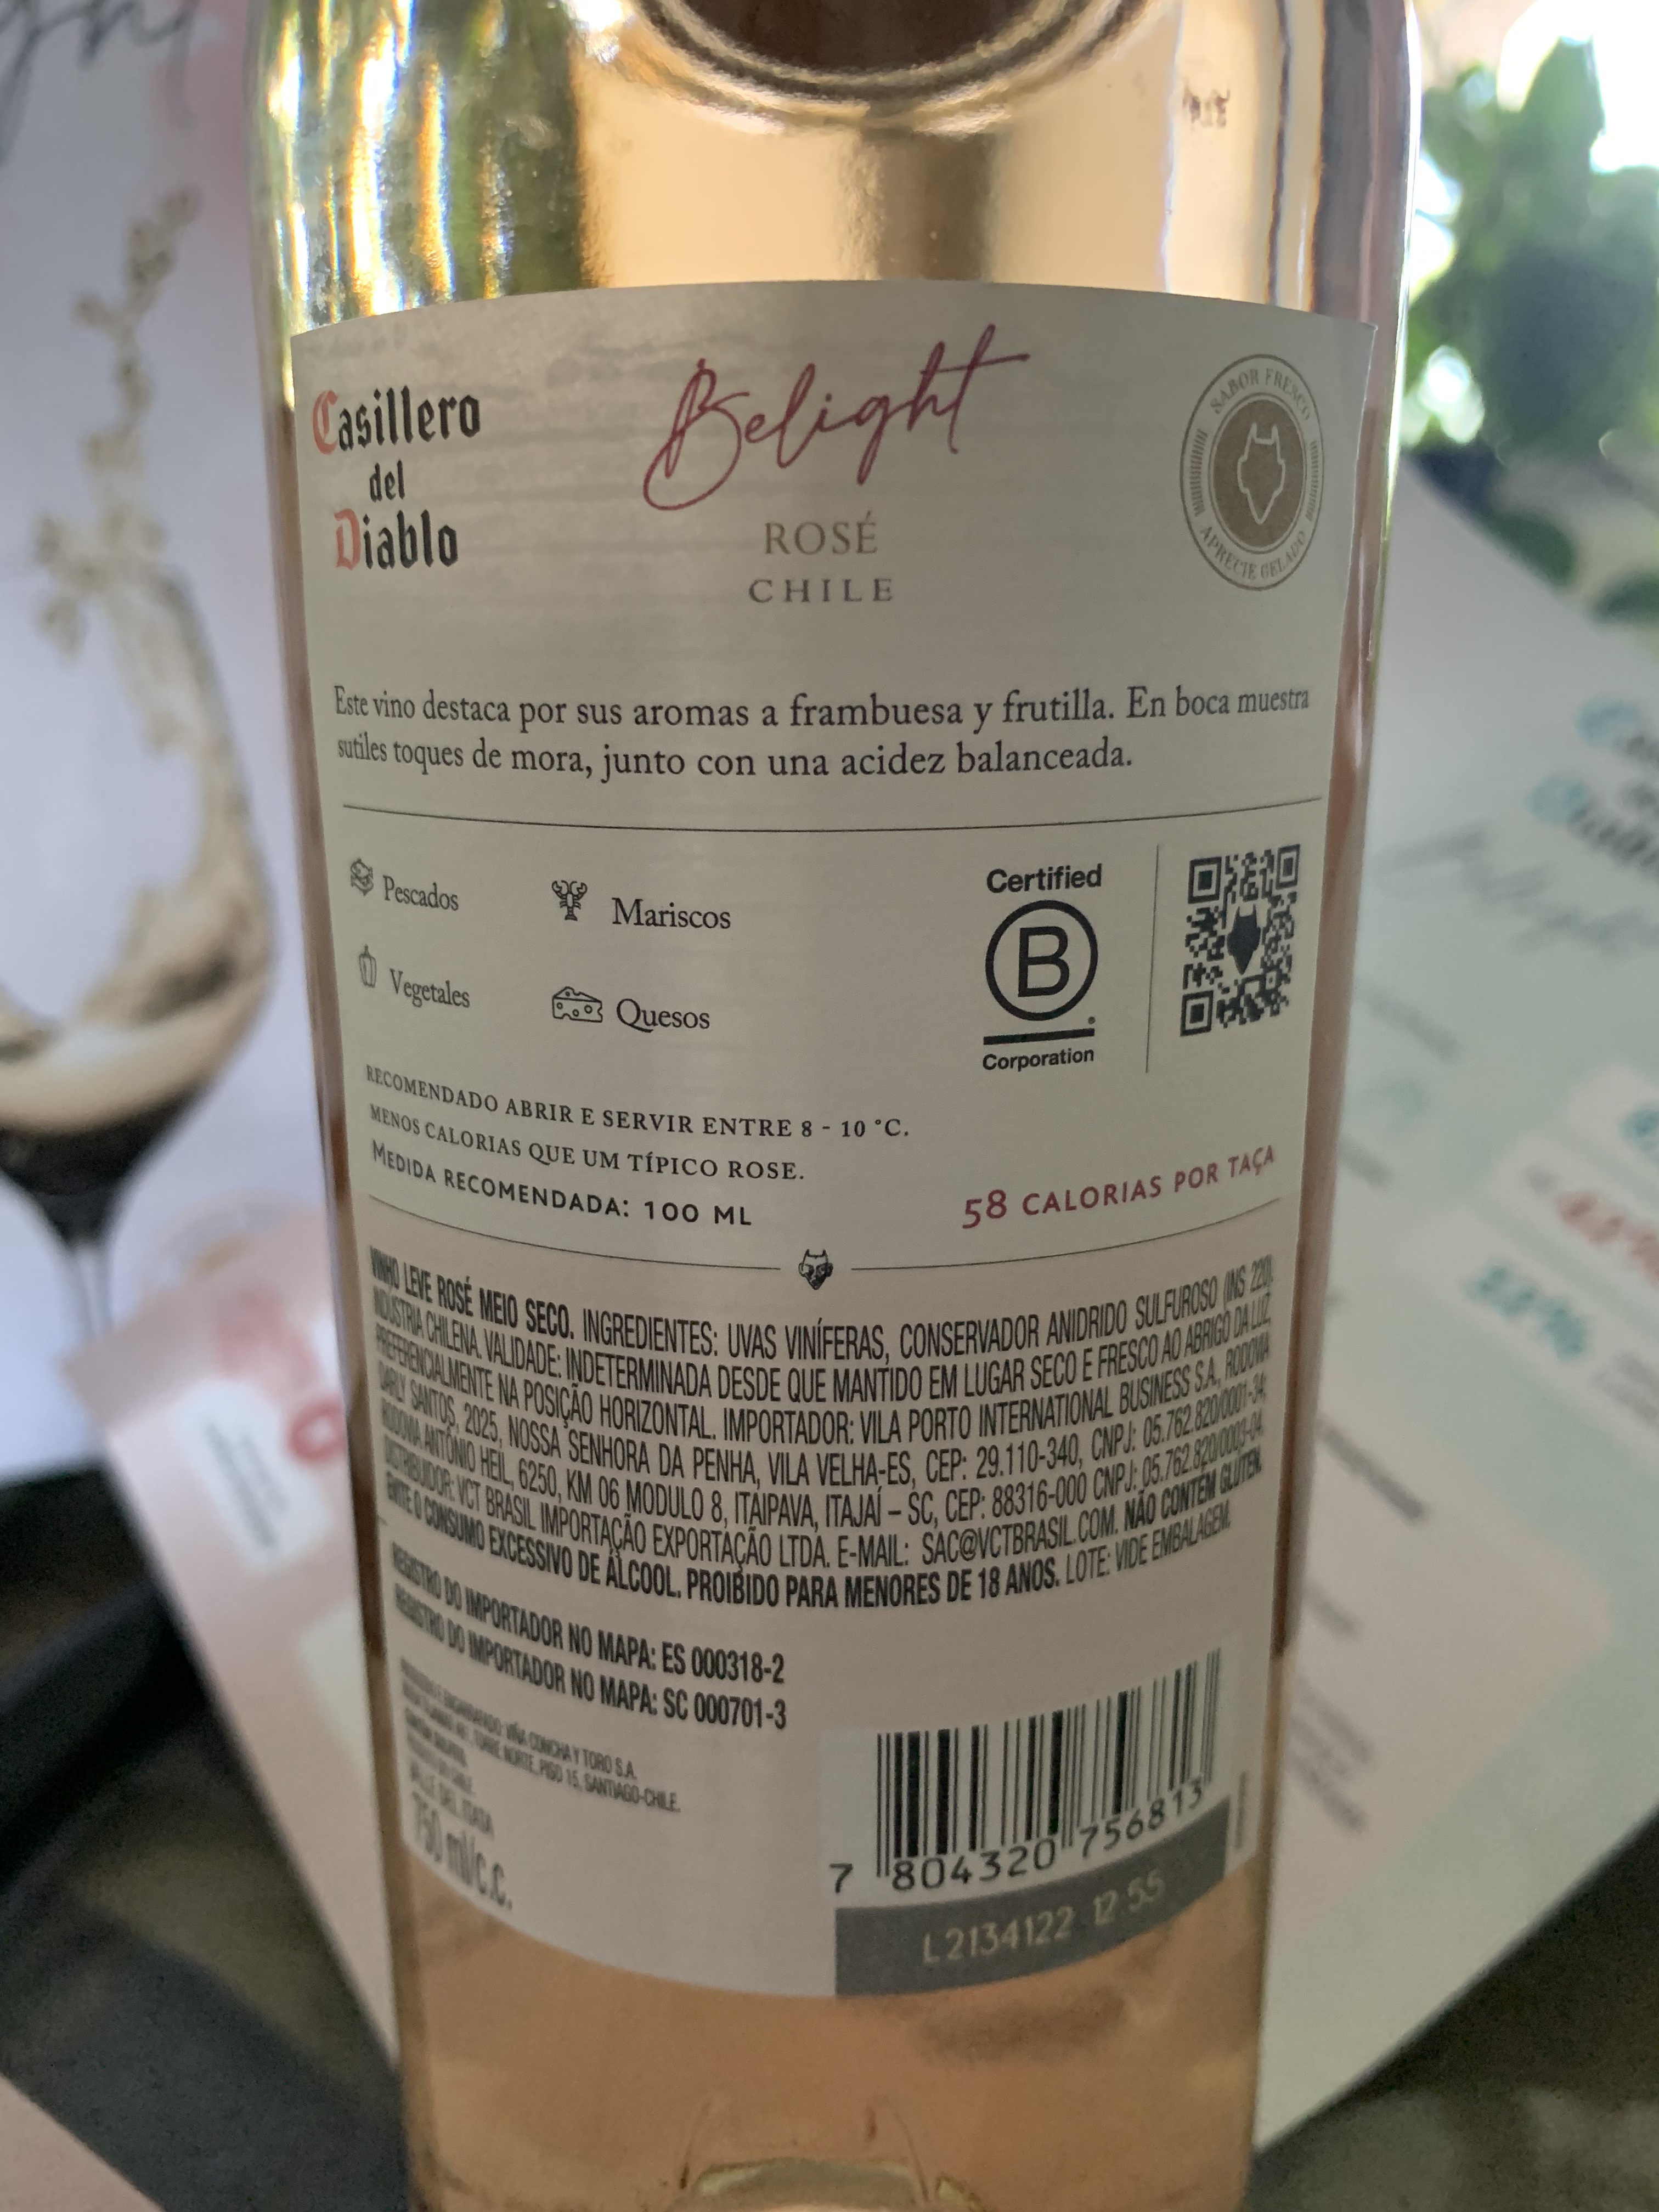 Casillero
del
Diablo
Belight
ROSÉ
CHILE
SABOR FRESCO
APRECIE GELADO
Este vino destaca por sus aromas a frambuesa y frutilla. En boca muestra
sutiles toques de mora, junto con una acidez balanceada.
Pescados
Mariscos
Vegetales
Quesos
Certified
B
Corporation
RECOMENDADO ABRIR E SERVIR ENTRE 8 - 10 °C.
MENOS CALORIAS QUE UM TÍPICO ROSE.
MEDIDA RECOMENDADA: 100 ML
58 CALORIAS POR TAÇA
VINHO LEVE ROSÉ MEIO SECO. INGREDIENTES: UVAS VINÍFERAS, CONSERVADOR ANIDRIDO SULFUROSO (INS 220).
INDÚSTRIA CHILENA. VALIDADE: INDETERMINADA DESDE QUE MANTIDO EM LUGAR SECO E FRESCO AO ABRIGO DA LUZ,
PREFERENCIALMENTE NA POSIÇÃO HORIZONTAL. IMPORTADOR: VILA PORTO INTERNATIONAL BUSINESS S.A., RODOVIA
DARLY SANTOS, 2025, NOSSA SENHORA DA PENHA, VILA VELHA-ES, CEP: 29.110-340, CNPJ: 05.762.820/0001-34;
RODOVIA ANTÔNIO HEIL, 6250, KM 06 MODULO 8, ITAIPAVA, ITAJAÍ – SC, CEP: 88316-000 CNPJ: 05.762.820/0003-04.
DISTRIBUIDOR: VCT BRASIL IMPORTAÇÃO EXPORTAÇÃO LTDA. E-MAIL: SAC@VCTBRASIL.COM. NÃO CONTÉM GLUTEN.
EVITE O CONSUMO EXCESSIVO DE ÁLCOOL. PROIBIDO PARA MENORES DE 18 ANOS. LOTE: VIDE EMBALAGEM.
REGISTRO DO IMPORTADOR NO MAPA: ES 000318-2
REGISTRO DO IMPORTADOR NO MAPA: SC 000701-3
VIÑA CONCHA Y TORO S.A.
TORRE NORTE, PISO 15, SANTIAGO-CHILE.
VALLE DEL ITATA
750 ml/c.c.
7 804320 756813
L2134122 12:55